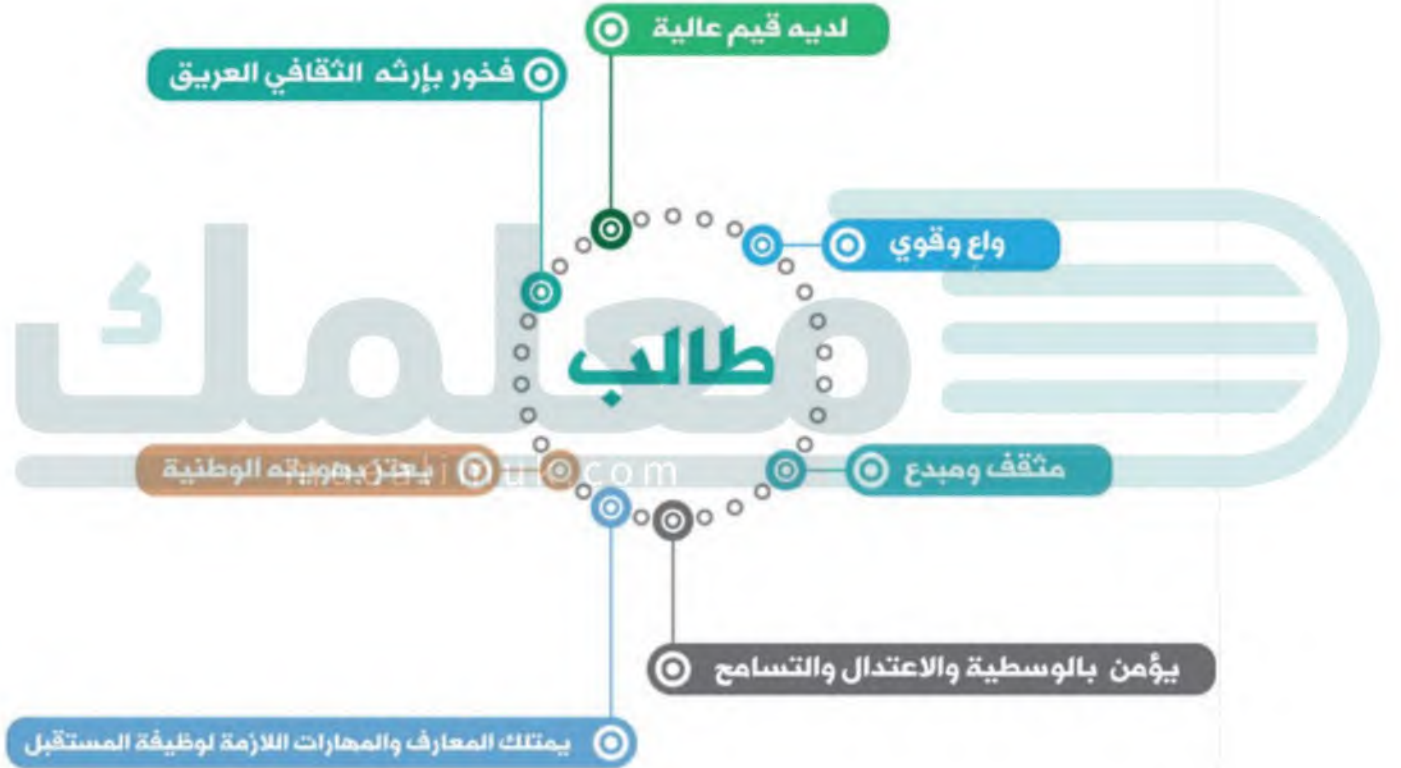 لديه قيم عالية
فخور بإرثه الثقافي العريق
واع وقوي
معلمك
طالب
مثقف ومبدع
يعتز بهويته الوطنية
يؤمن بالوسطية والاعتدال والتسامح
يمتلك المعارف والمهارات اللازمة لوظيفة المستقبل